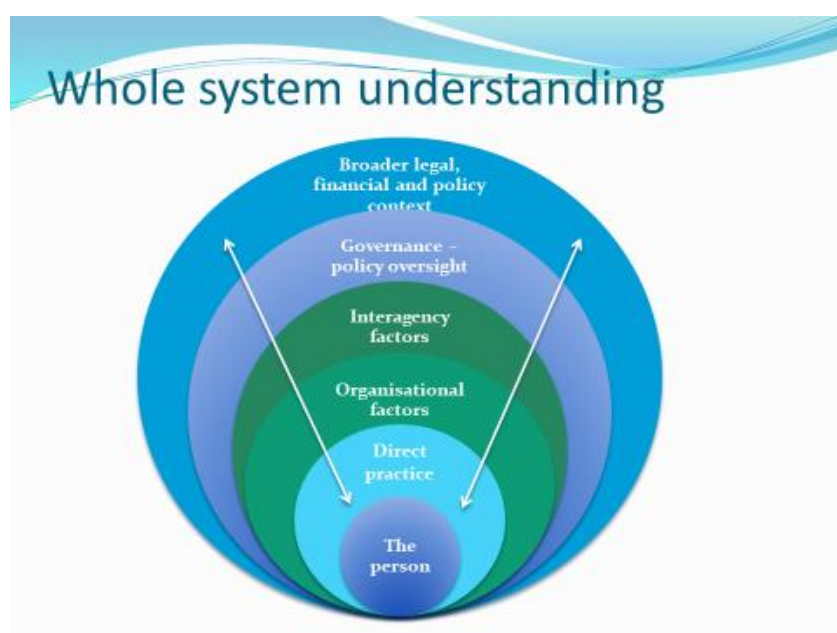 Whole system understanding
Broader legal,
financial and policy
context
Governance –
policy oversight
Interagency
factors
Organisational
factors
Direct
practice
The
person